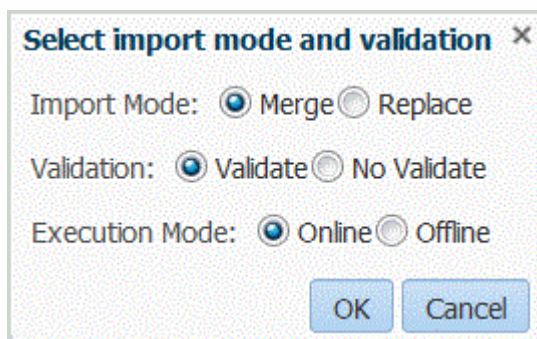 Select import mode and validation ×
Import Mode: Merge Replace
Validation: Validate No Validate
Execution Mode: Online Offline
OK Cancel